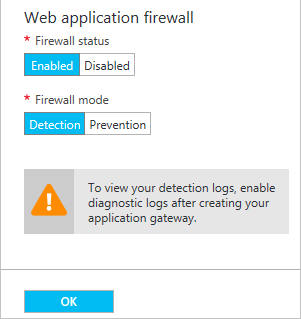 Web application firewall
* Firewall status
Enabled Disabled
* Firewall mode
Detection Prevention
To view your detection logs, enable
diagnostic logs after creating your
application gateway.
OK